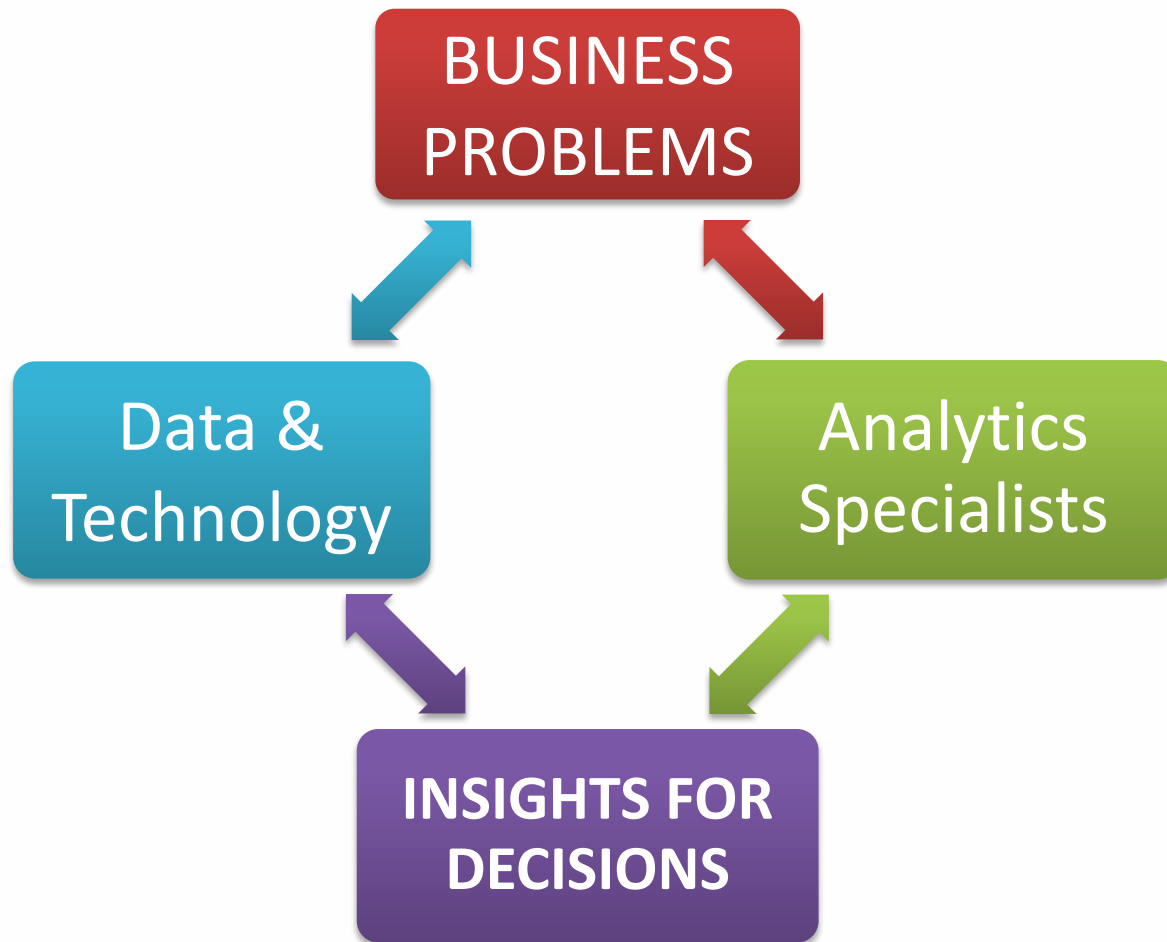 BUSINESS
PROBLEMS
Data &
Technology
Analytics
Specialists
INSIGHTS FOR
DECISIONS